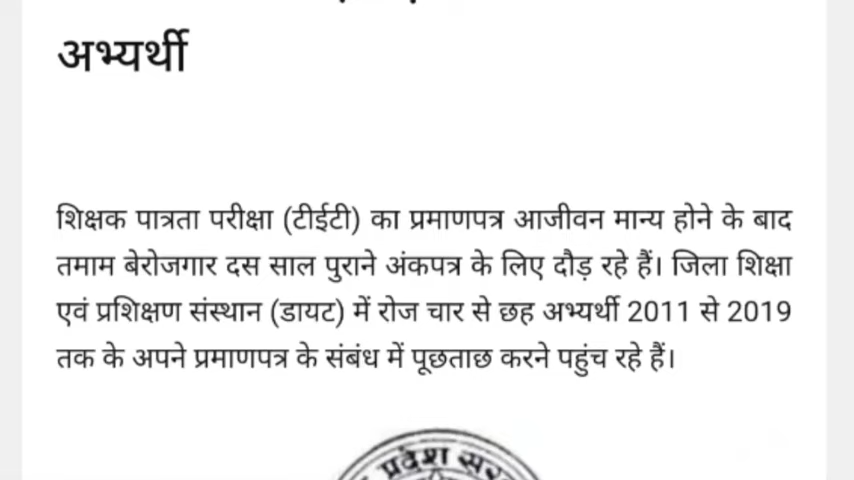 अभ्यर्थी
शिक्षक पात्रता परीक्षा (टीईटी) का प्रमाणपत्र आजीवन मान्य होने के बाद
तमाम बेरोजगार दस साल पुराने अंकपत्र के लिए दौड़ रहे हैं। जिला शिक्षा
एवं प्रशिक्षण संस्थान (डायट) में रोज चार से छह अभ्यर्थी 2011 से 2019
तक के अपने प्रमाणपत्र के संबंध में पूछताछ करने पहुंच रहे हैं।
प्रदेश